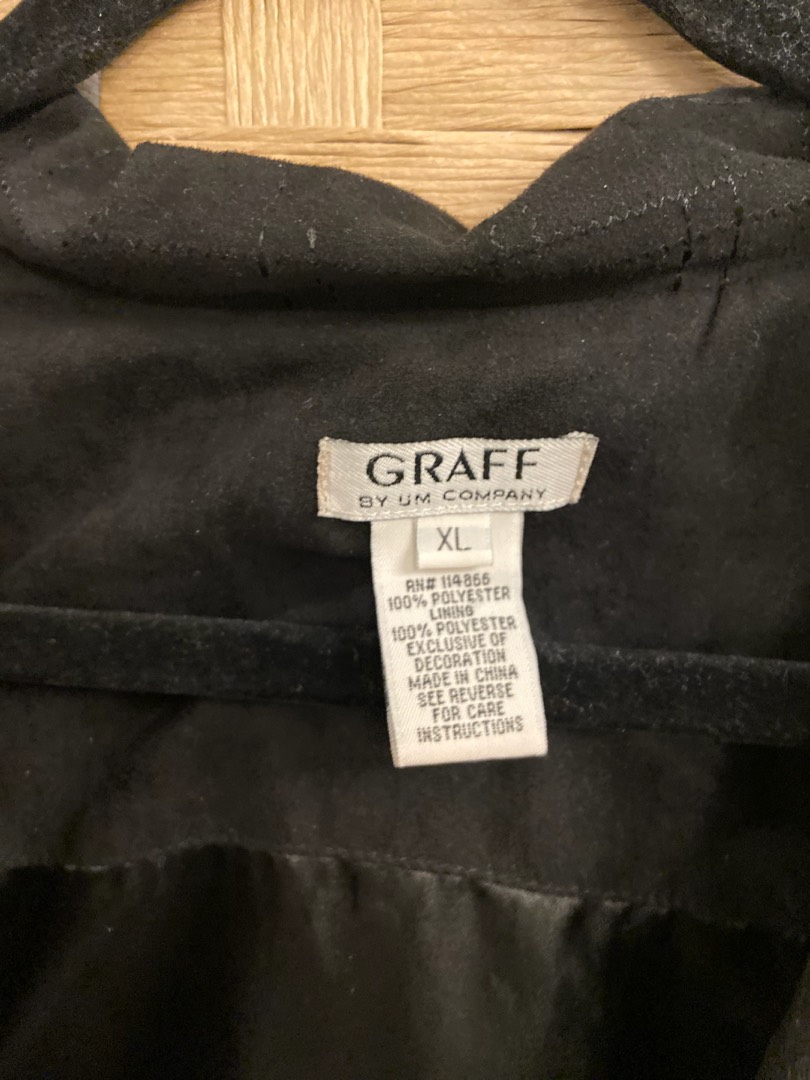 GRAFF
BY UM COMPANY
XL
RN# 114866
100% POLYESTER
LINING
100% POLYESTER
EXCLUSIVE OF
DECORATION
MADE IN CHINA
SEE REVERSE
FOR CARE
INSTRUCTIONS